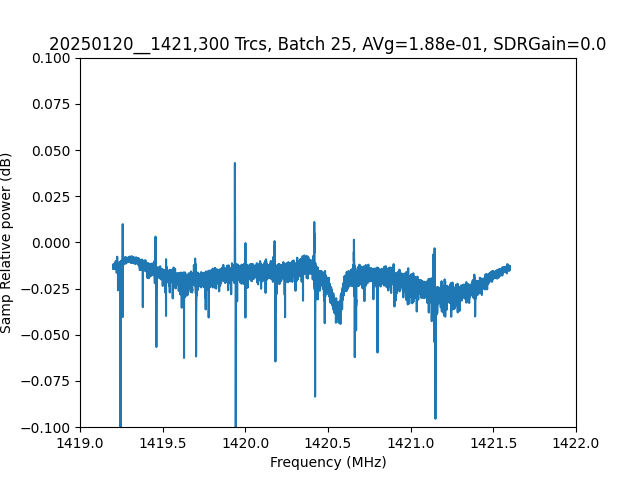 20250120__1421,300 Trcs, Batch 25, AVg=1.88e-01, SDRGain=0.0
0.100
0.075
0.050
0.025
0.000
−0.025
−0.050
−0.075
−0.100
Samp Relative power (dB)
1419.0 1419.5 1420.0 1420.5 1421.0 1421.5 1422.0
Frequency (MHz)